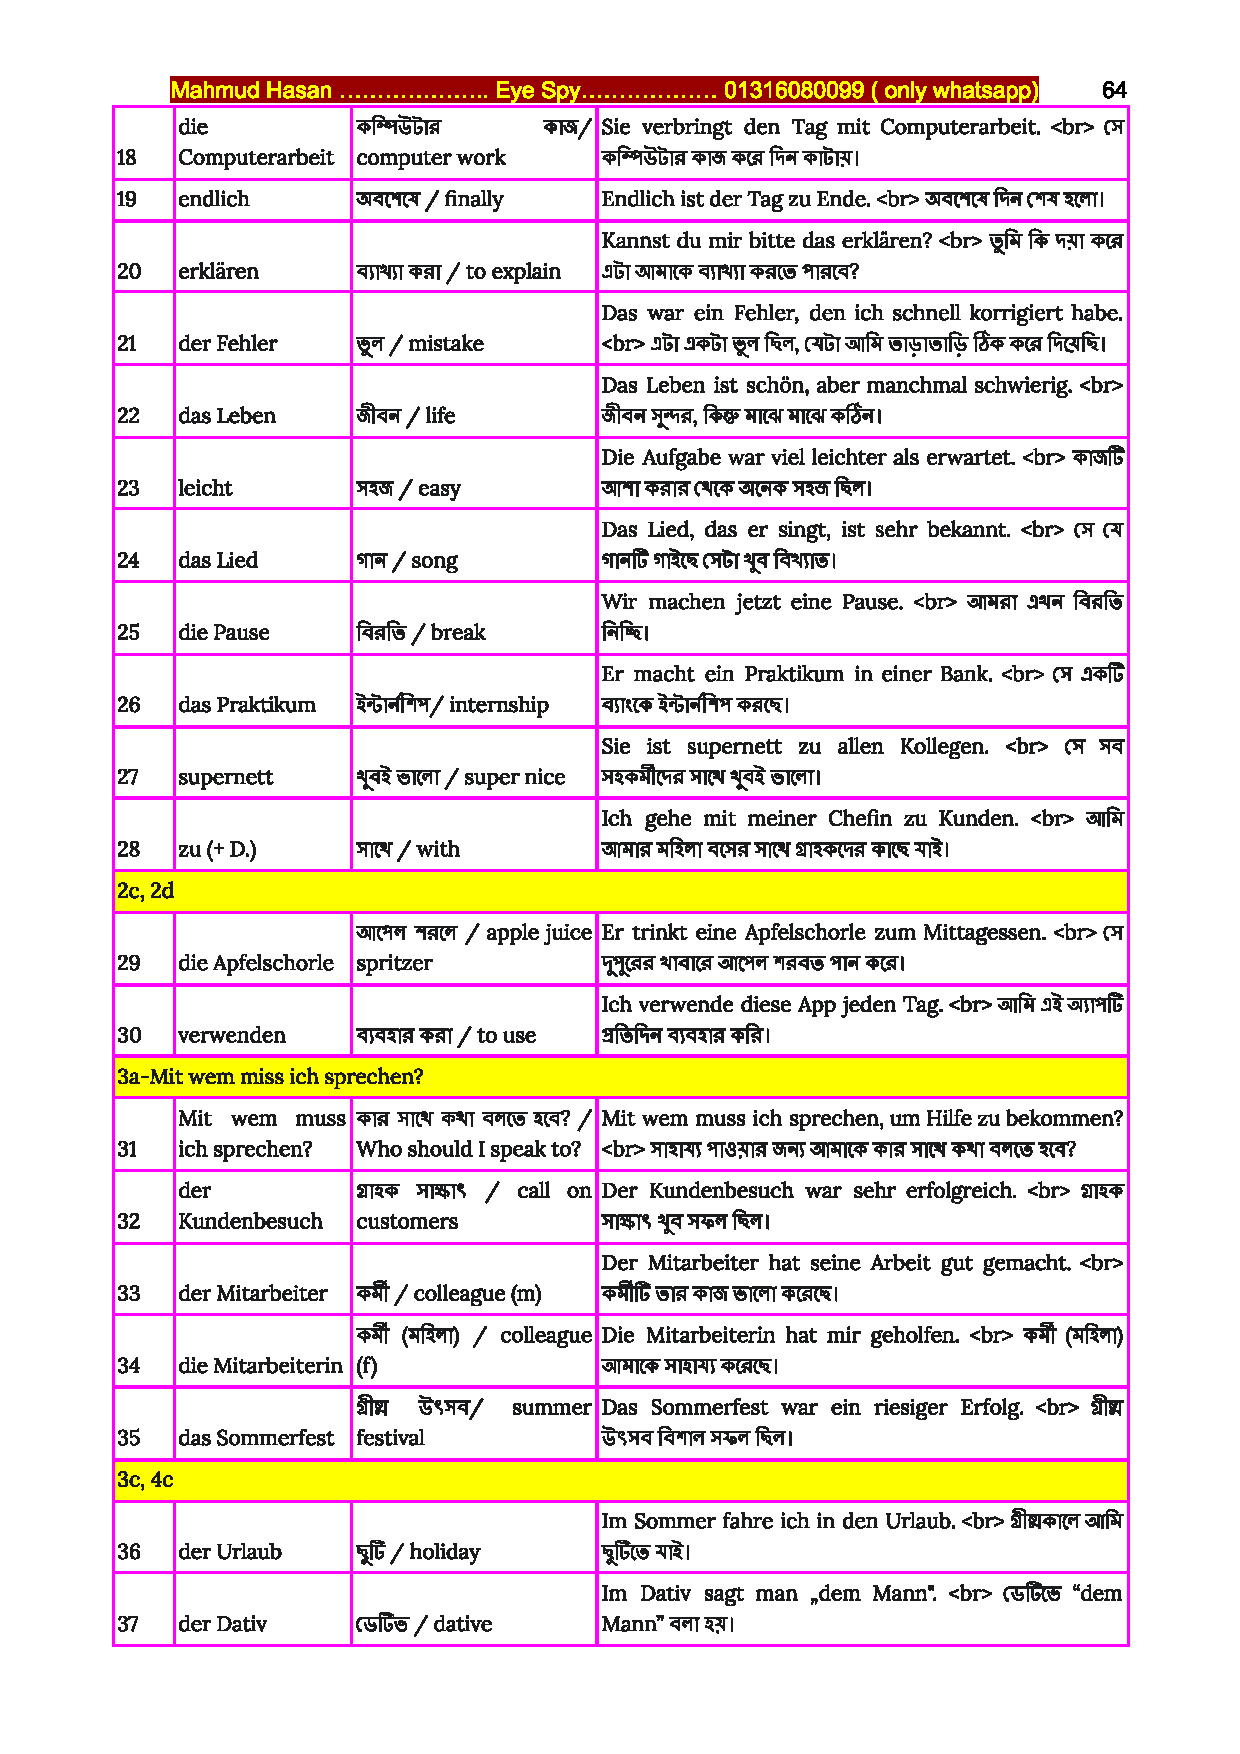 Mahmud Hasan ……………….. Eye Spy……………… 01316080099 ( only whatsapp) 64
die কম্পিউটার কাজ/ Sie verbringt den Tag mit Computerarbeit. <br> সে
18 Computerarbeit computer work কম্পিউটার কাজ করে দিন কাটায়।
19 endlich অবশেষে / finally Endlich ist der Tag zu Ende. <br> অবশেষে দিন শেষ হলো।
Kannst du mir bitte das erklären? <br> তুমি কি দয়া করে
20 erklären ব্যাখ্যা করা / to explain এটা আমাকে ব্যাখ্যা করতে পারবে?
Das war ein Fehler, den ich schnell korrigiert habe.
21 der Fehler ভুল / mistake <br> এটা একটা ভুল ছিল, যেটা আমি তাড়াতাড়ি ঠিক করে দিয়েছি।
Das Leben ist schön, aber manchmal schwierig. <br>
22 das Leben জীবন / life জীবন সুন্দর, কিন্তু মাঝে মাঝে কঠিন।
Die Aufgabe war viel leichter als erwartet. <br> কাজটি
23 leicht সহজ / easy আশা করার থেকে অনেক সহজ ছিল।
Das Lied, das er singt, ist sehr bekannt. <br> সে যে
24 das Lied গান / song গানটি গাইছে সেটা খুব বিখ্যাত।
Wir machen jetzt eine Pause. <br> আমরা এখন বিরতি
25 die Pause বিরতি / break নিচ্ছি।
Er macht ein Praktikum in einer Bank. <br> সে একটি
26 das Praktikum ইন্টার্নশিপ/ internship ব্যাংকে ইন্টার্নশিপ করছে।
Sie ist supernett zu allen Kollegen. <br> সে সব
27 supernett খুবই ভালো / super nice সহকর্মীদের সাথে খুবই ভালো।
Ich gehe mit meiner Chefin zu Kunden. <br> আমি
28 zu (+ D.) সাথে / with আমার মহিলা বসের সাথে গ্রাহকদের কাছে যাই।
2c, 2d
আপেল শরলে / apple juice Er trinkt eine Apfelschorle zum Mittagessen. <br> সে
29 die Apfelschorle spritzer দুপুরের খাবারে আপেল শরবত পান করে।
Ich verwende diese App jeden Tag. <br> আমি এই অ্যাপটি
30 verwenden ব্যবহার করা / to use প্রতিদিন ব্যবহার করি।
3a-Mit wem miss ich sprechen?
Mit wem muss কার সাথে কথা বলতে হবে? / Mit wem muss ich sprechen, um Hilfe zu bekommen?
31 ich sprechen? Who should I speak to? <br> সাহায্য পাওয়ার জন্য আমাকে কার সাথে কথা বলতে হবে?
der গ্রাহক সাক্ষাৎ / call on Der Kundenbesuch war sehr erfolgreich. <br> গ্রাহক
32 Kundenbesuch customers সাক্ষাৎ খুব সফল ছিল।
Der Mitarbeiter hat seine Arbeit gut gemacht. <br>
33 der Mitarbeiter কর্মী / colleague (m) কর্মীটি তার কাজ ভালো করেছে।
কর্মী (মহিলা) / colleague Die Mitarbeiterin hat mir geholfen. <br> কর্মী (মহিলা)
34 die Mitarbeiterin (f) আমাকে সাহায্য করেছে।
গ্রীষ্ম উৎসব/ summer Das Sommerfest war ein riesiger Erfolg. <br> গ্রীষ্ম
35 das Sommerfest festival উৎসব বিশাল সফল ছিল।
3c, 4c
Im Sommer fahre ich in den Urlaub. <br> গ্রীষ্মকালে আমি
36 der Urlaub ছুটি / holiday ছুটিতে যাই।
Im Dativ sagt man „dem Mann". <br> ডেটিভে “dem
37 der Dativ ডেটিভ / dative Mann” বলা হয়।